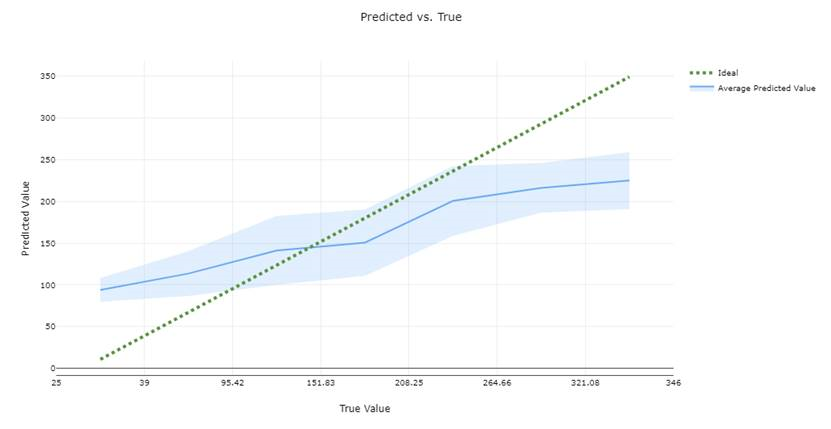 Predicted vs. True
350
300
250
200
150
100
50
0
Predicted Value
25 39 95.42 151.83 208.25 264.66 321.08 346
True Value
Ideal
Average Predicted Value